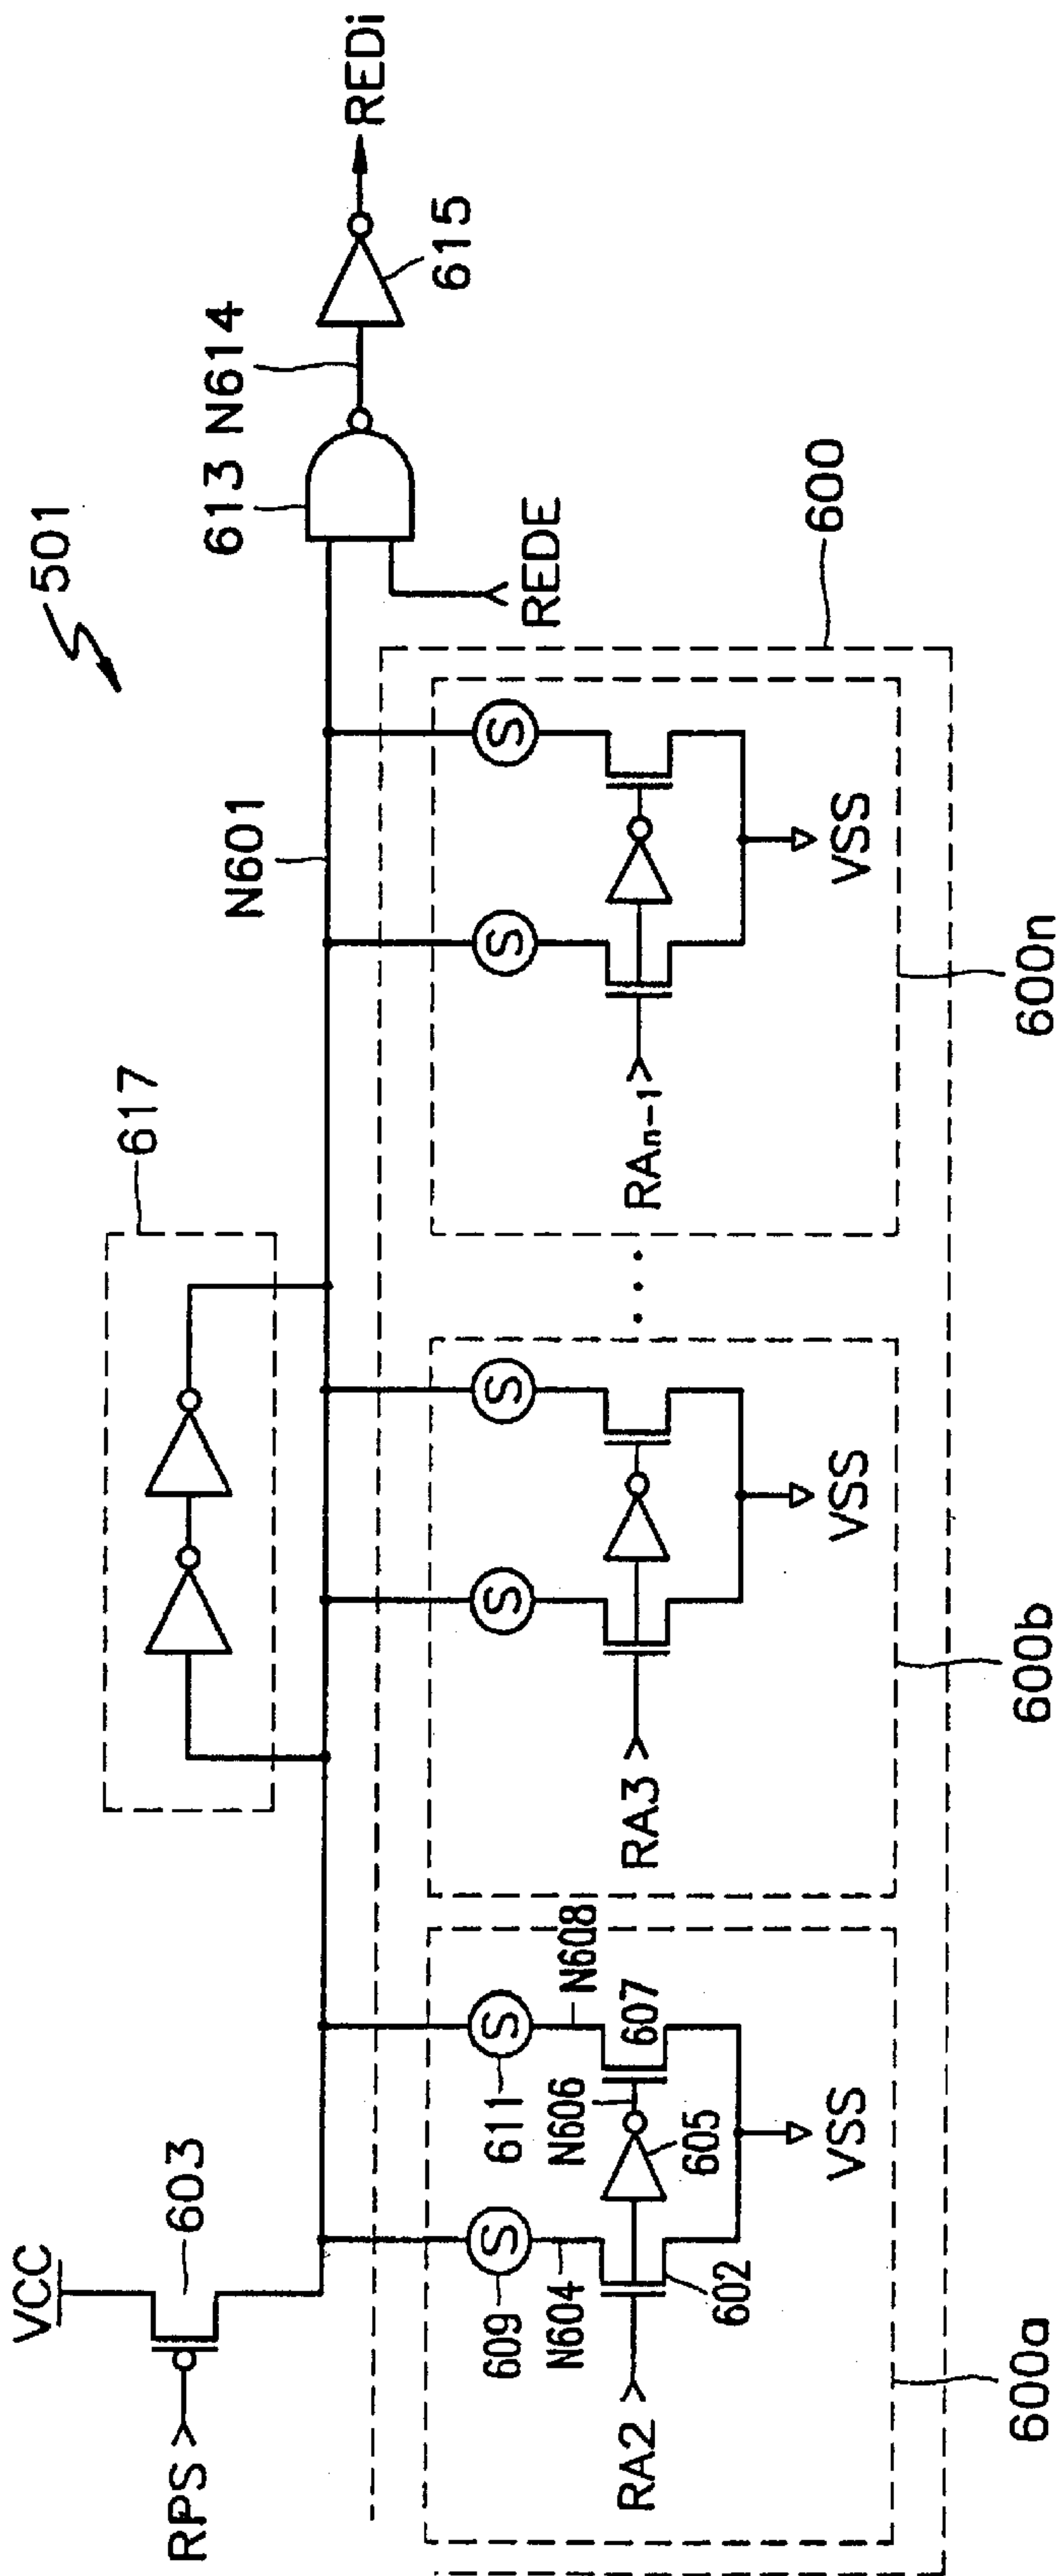 501
VCC
603
RPS
617
N601
613
N614
REDi
615
REDE
600
609
S
611
S
N604
N606
N608
RA2
602
605
607
VSS
600a
S
S
RA3
VSS
600b
. . .
S
S
RAn-1
VSS
600n